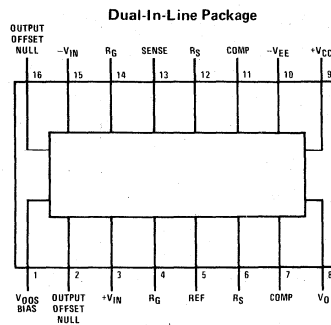 Dual-In-Line Package
OUTPUT
OFFSET
NULL –VIN RG SENSE RS COMP –VEE +VCC
16 15 14 13 12 11 10 9
1 2 3 4 5 6 7 8
VOOS
BIAS OUTPUT
OFFSET
NULL +VIN RG REF RS COMP VO